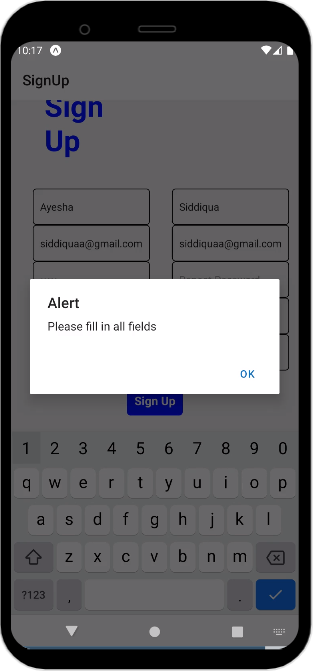 10:17
SignUp
Sign
Up
Ayesha
Siddiqua
siddiquaa@gmail.com
siddiquaa@gmail.com
Repeat Password
Alert
Please fill in all fields
OK
Sign Up
1 2 3 4 5 6 7 8 9 0
q w e r t y u i o p
a s d f g h j k l
z x c v b n m
?123 , .